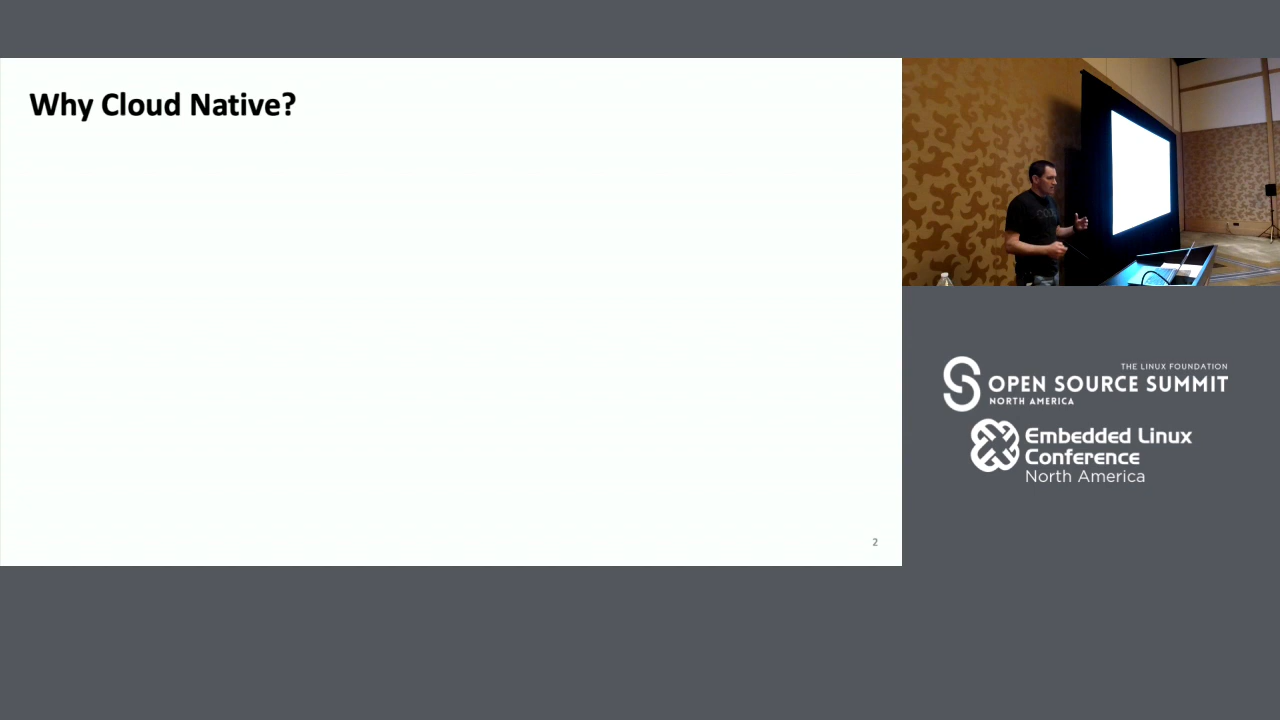 Why Cloud Native?
2
THE LINUX FOUNDATION
OPEN SOURCE SUMMIT
NORTH AMERICA
Embedded Linux
Conference
North America